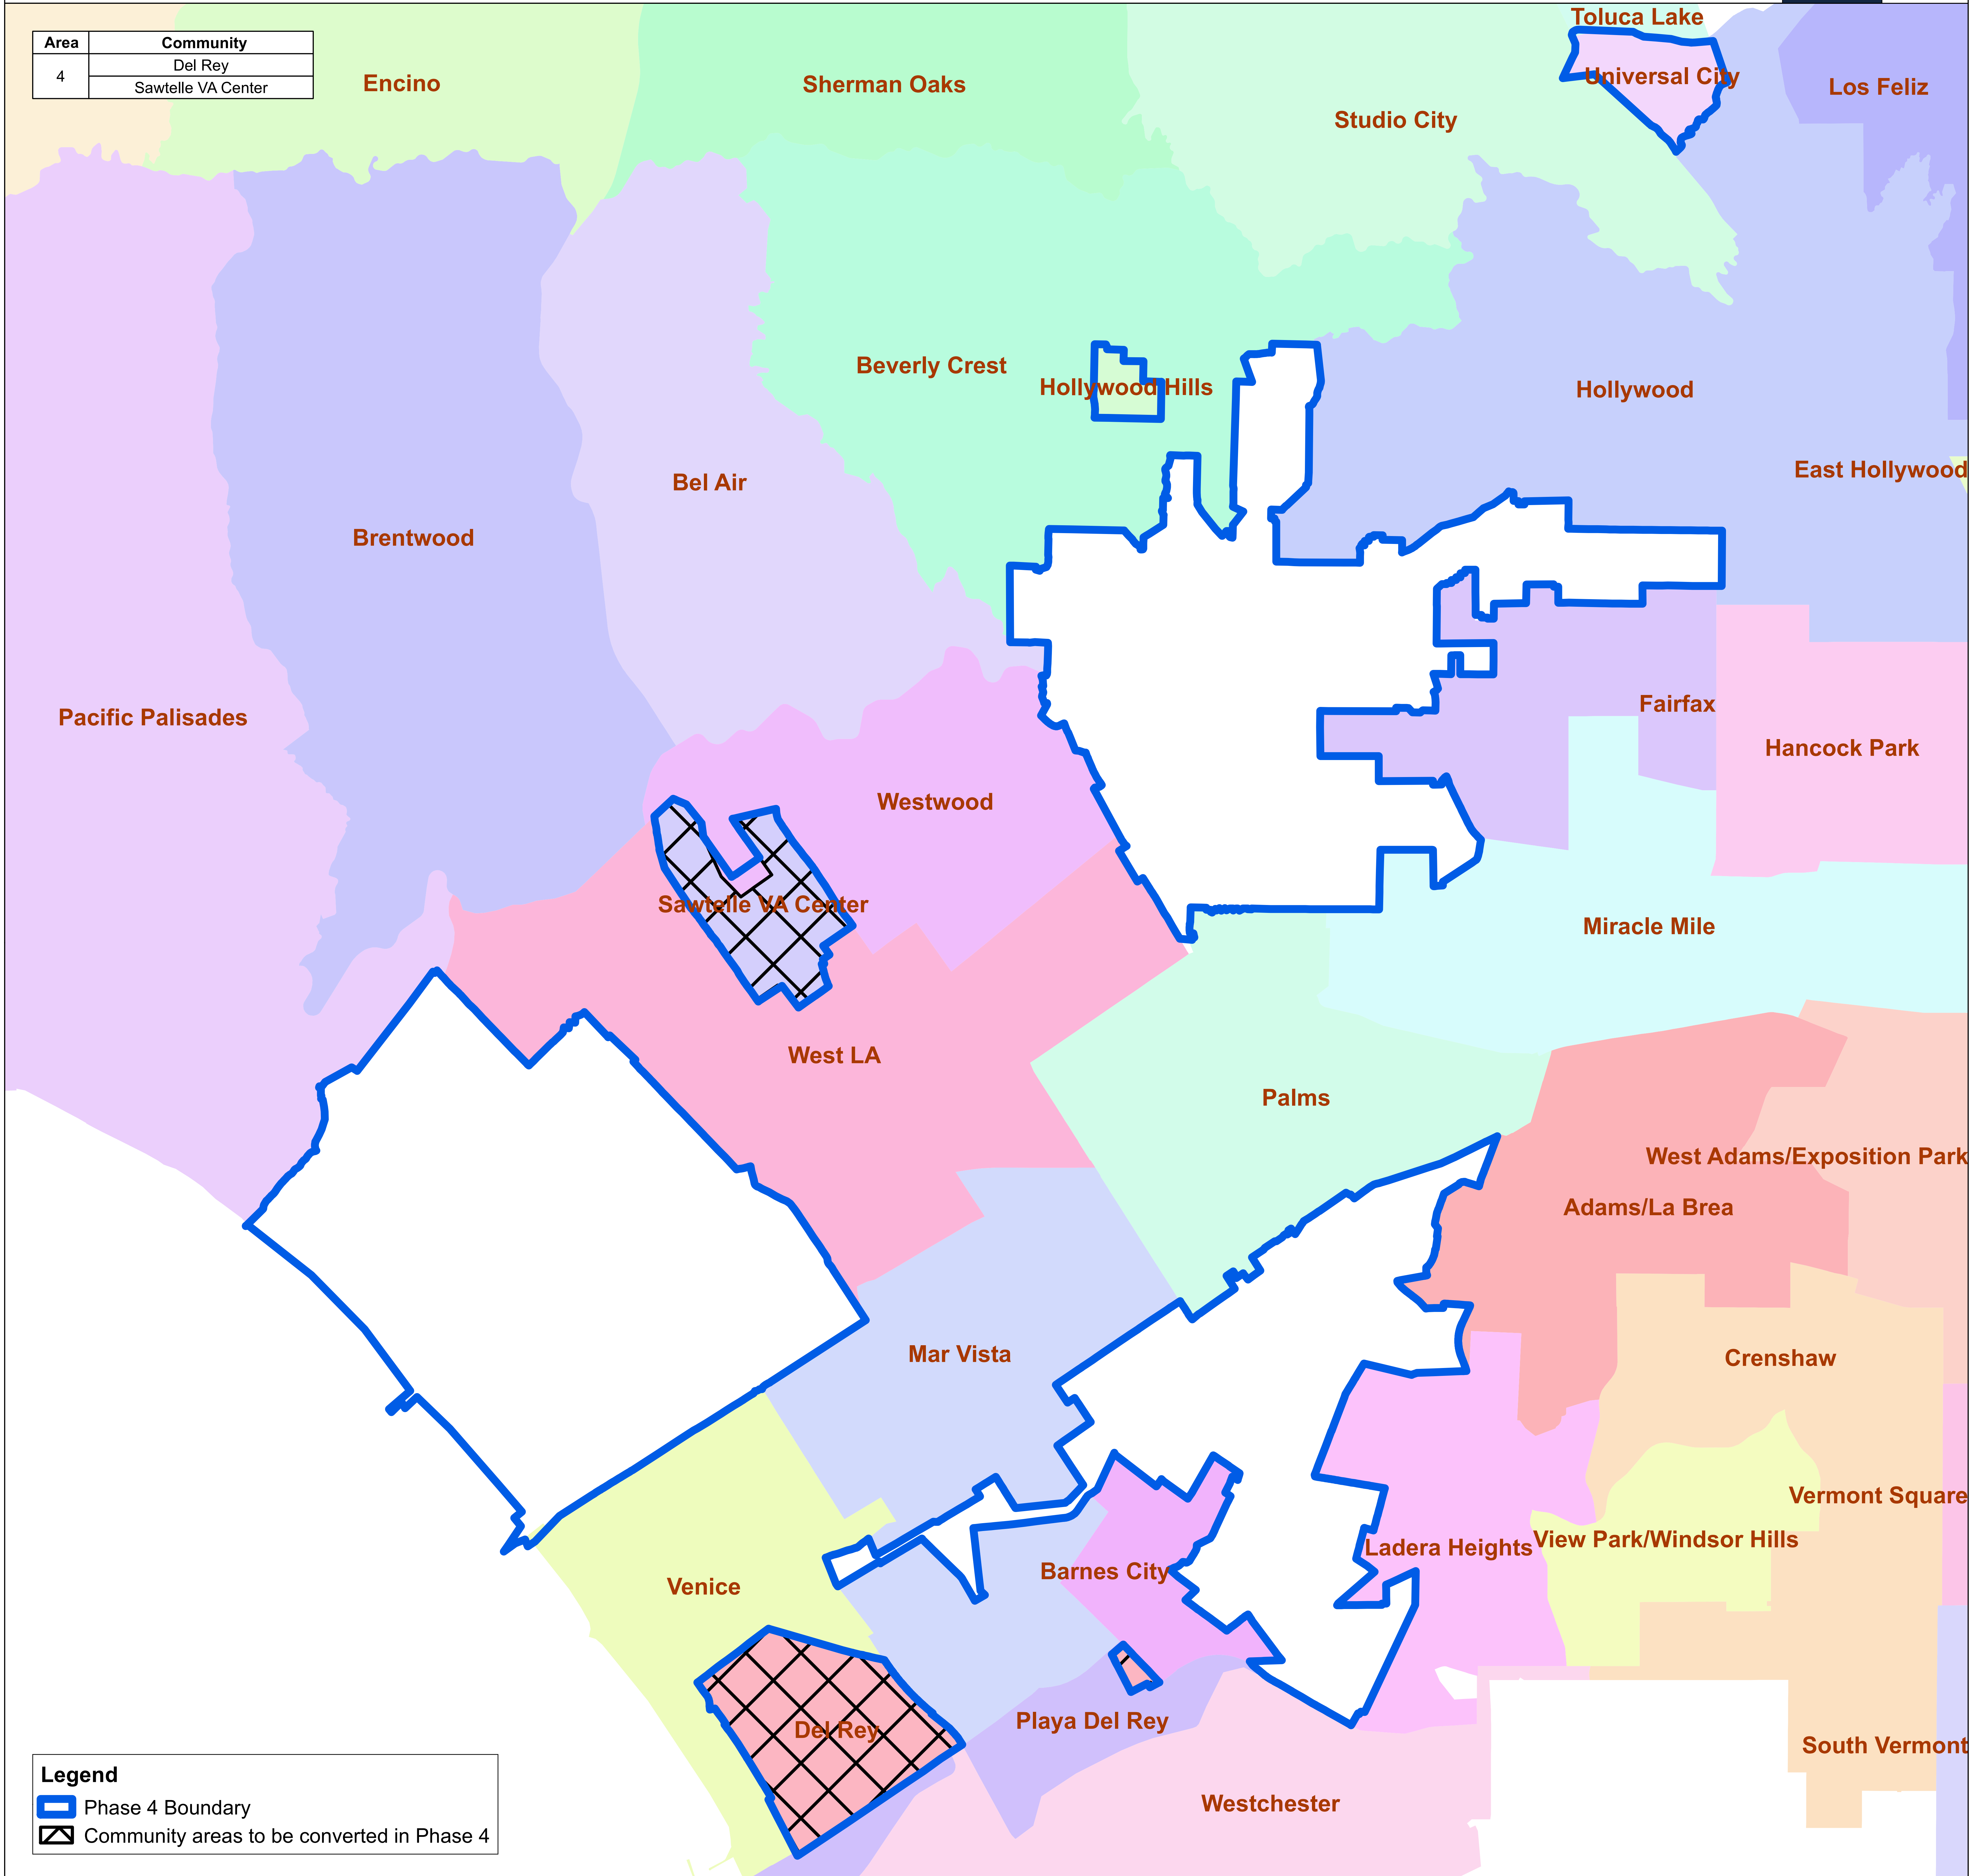 Toluca Lake
Area Community
4
Del Rey
Sawtelle VA Center
Encino
Sherman Oaks
Studio City
Universal City
Los Feliz
Beverly Crest
Hollywood Hills
Hollywood
East Hollywood
Bel Air
Brentwood
Pacific Palisades
Fairfax
Hancock Park
Westwood
Sawtelle VA Center
Miracle Mile
West LA
Palms
West Adams/Exposition Park
Adams/La Brea
Mar Vista
Crenshaw
Vermont Square
View Park/Windsor Hills
Ladera Heights
Barnes City
Venice
Playa Del Rey
Del Rey
South Vermont
Westchester
Legend
Phase 4 Boundary
Community areas to be converted in Phase 4